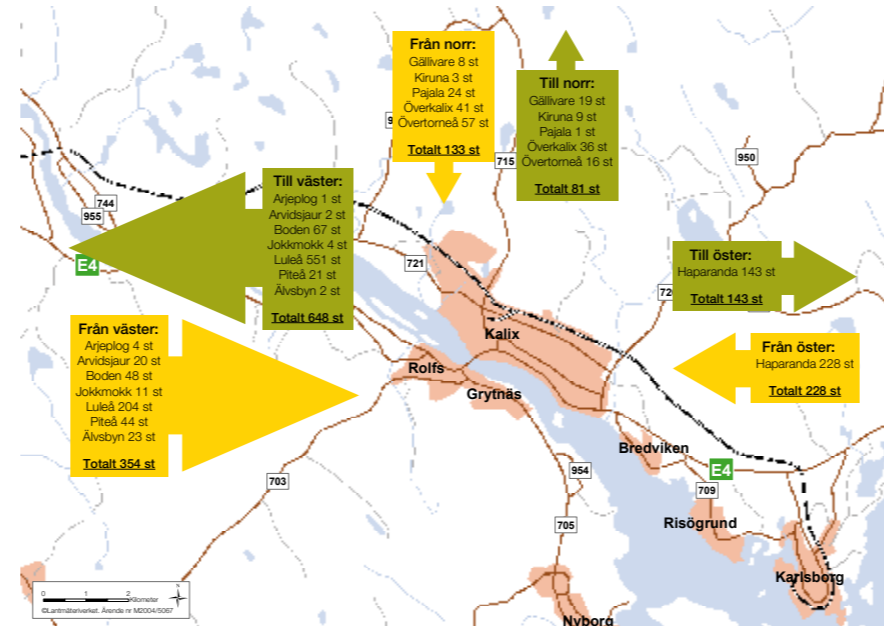 Från norr:
Gällivare 8 st
Kiruna 3 st
Pajala 24 st
Överkalix 41 st
Övertorneå 57 st
Totalt 133 st
Till norr:
Gällivare 19 st
Kiruna 9 st
Pajala 1 st
Överkalix 36 st
Övertorneå 16 st
Totalt 81 st
715
950
744
955
E4
Till väster:
Arjeplog 1 st
Arvidsjaur 2 st
Boden 67 st
Jokkmokk 4 st
Luleå 551 st
Piteå 21 st
Älvsbyn 2 st
Totalt 648 st
721
Till öster:
Haparanda 143 st
Totalt 143 st
Från väster:
Arjeplog 4 st
Arvidsjaur 20 st
Boden 48 st
Jokkmokk 11 st
Luleå 204 st
Piteå 44 st
Älvsbyn 23 st
Totalt 354 st
Kalix
Rolfs
Grytnäs
Från öster:
Haparanda 228 st
Totalt 228 st
Bredviken
E4
954
703
709
705
Risögrund
Karlsborg
Nyborg
0 1 2
Kilometer
©Lantmäteriverket. Ärende nr M2004/5067